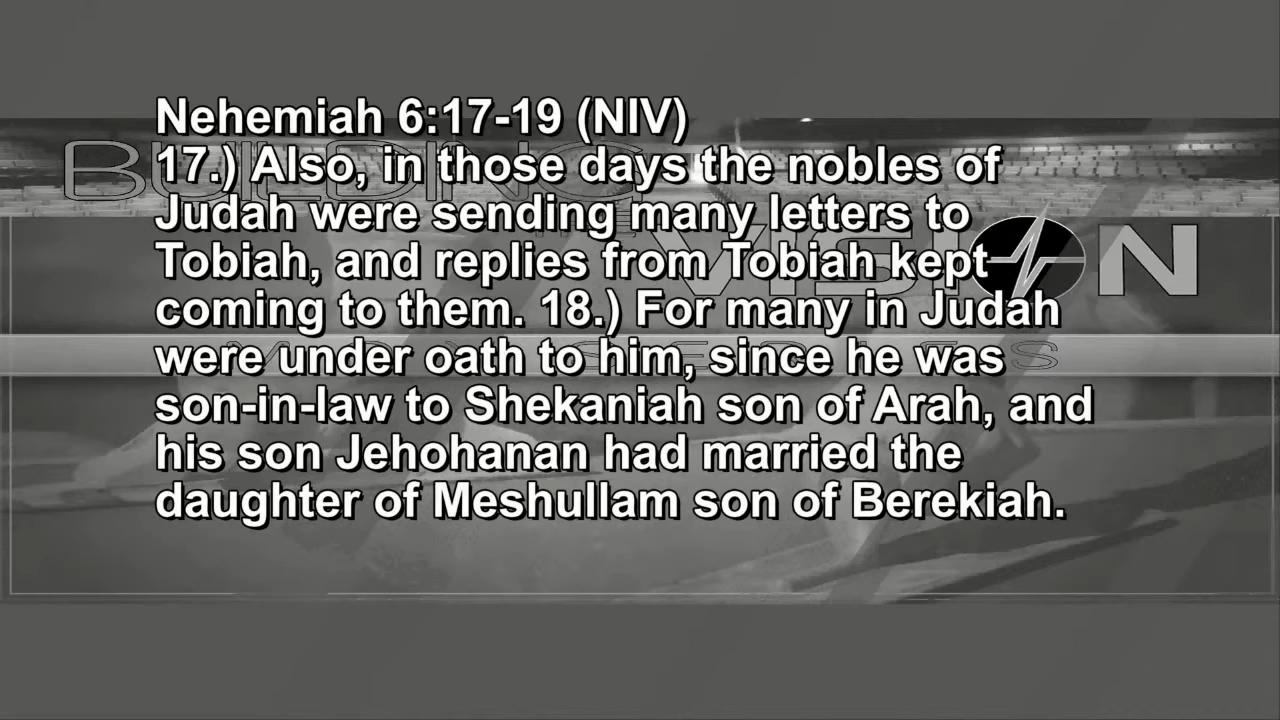 Nehemiah 6:17-19 (NIV)
17.) Also, in those days the nobles of
Judah were sending many letters to
Tobiah, and replies from Tobiah kept
coming to them. 18.) For many in Judah
were under oath to him, since he was
son-in-law to Shekaniah son of Arah, and
his son Jehohanan had married the
daughter of Meshullam son of Berekiah.
BUILDING
THE
VISION